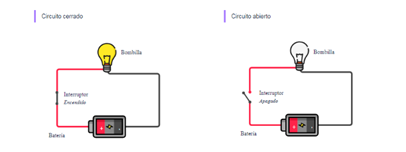 Circuito cerrado
Bombilla
Interruptor
Encendido
Batería
Circuito abierto
Bombilla
Interruptor
Apagado
Batería